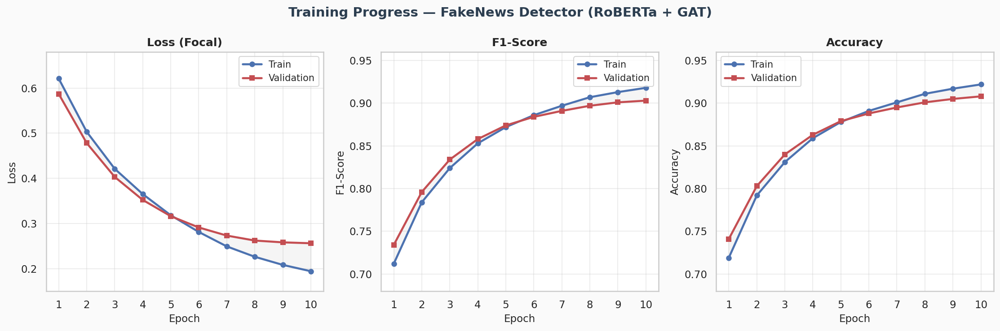 Training Progress — FakeNews Detector (RoBERTa + GAT)
Loss (Focal)
Train
Validation
0.6
0.5
0.4
0.3
0.2
Loss
1 2 3 4 5 6 7 8 9 10
Epoch
F1-Score
Train
Validation
0.95
0.90
0.85
0.80
0.75
0.70
F1-Score
1 2 3 4 5 6 7 8 9 10
Epoch
Accuracy
Train
Validation
0.95
0.90
0.85
0.80
0.75
0.70
Accuracy
1 2 3 4 5 6 7 8 9 10
Epoch